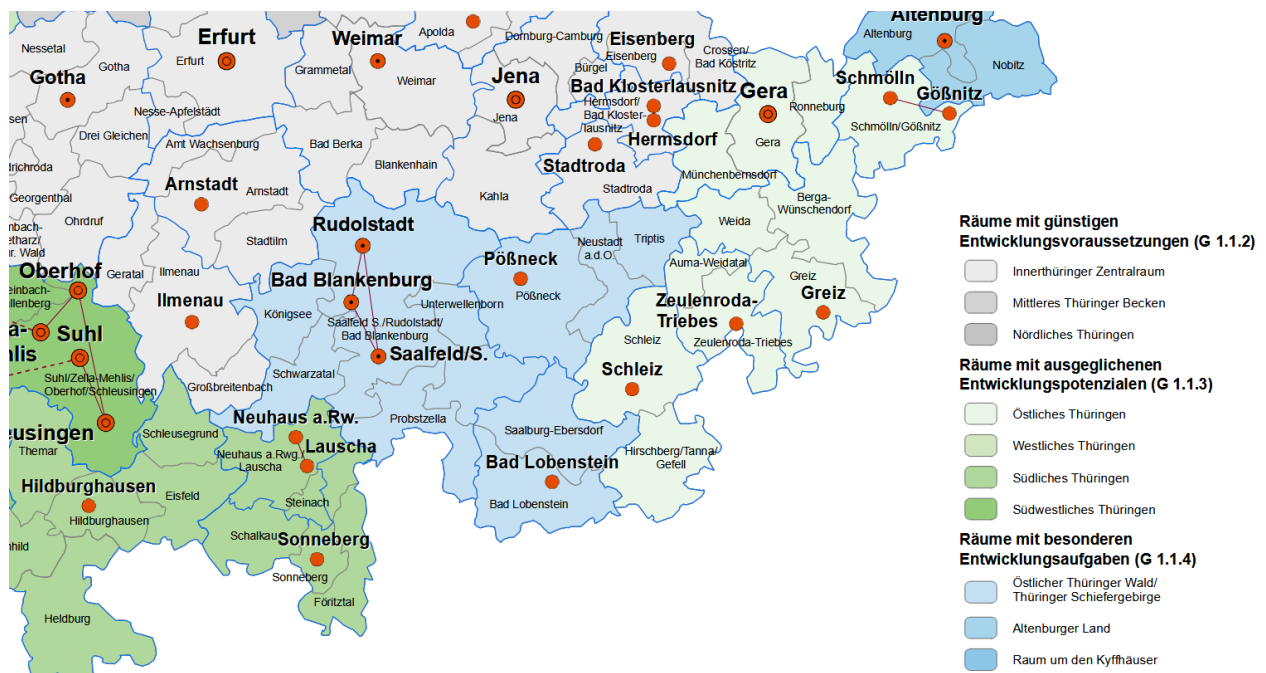 Altenburg
Altenburg
Nobitz
Nessetal
Gotha
Gotha
Erfurt
Erfurt
Weimar
Grammetal
Weimar
Apolda
Dornburg-Camburg
Eisenberg
Eisenberg
Bürgel
Crossen/
Bad Köstritz
Jena
Jena
Bad Klosterlausnitz
Hermsdorf/
Bad Kloster-
lausnitz
Hermsdorf
Gera
Gera
Ronneburg
Schmölln
Gößnitz
Schmölln/Gößnitz
Nesse-Apfelstädt
Drei Gleichen
Amt Wachsenburg
Bad Berka
Blankenhain
Stadtroda
Stadtroda
Münchenbernsdorf
Georgenthal
Ohrdruf
Arnstadt
Arnstadt
Kahla
Berga-
Wünschendorf
Weida
Rudolstadt
Stadtilm
Neustadt
a.d.O.
Triptis
Pößneck
Pößneck
Auma-Weidatal
Oberhof
Geratal
Ilmenau
Ilmenau
Bad Blankenburg
Unterwellenborn
Königsee
Saalfeld S./Rudolstadt/
Bad Blankenburg
Saalfeld/S.
Greiz
Greiz
Zeulenroda-
Triebes
Zeulenroda-Triebes
Suhl
Suhl/Zella-Mehlis/
Oberhof/Schleusingen
Großbreitenbach
Schwarzatal
Schleiz
Schleiz
Neuhaus a.Rw.
Probstzella
Saalburg-Ebersdorf
Themar
Schleusegrund
Neuhaus a.Rwg./
Lauscha
Lauscha
Hirschberg/Tanna/
Gefell
Bad Lobenstein
Bad Lobenstein
Hildburghausen
Hildburghausen
Eisfeld
Steinach
Schalkau
Sonneberg
Sonneberg
Föritztal
Heldburg
Räume mit günstigen
Entwicklungsvoraussetzungen (G 1.1.2)
Innerthüringer Zentralraum
Mittleres Thüringer Becken
Nördliches Thüringen
Räume mit ausgeglichenen
Entwicklungspotenzialen (G 1.1.3)
Östliches Thüringen
Westliches Thüringen
Südliches Thüringen
Südwestliches Thüringen
Räume mit besonderen
Entwicklungsaufgaben (G 1.1.4)
Östlicher Thüringer Wald/
Thüringer Schiefergebirge
Altenburger Land
Raum um den Kyffhäuser